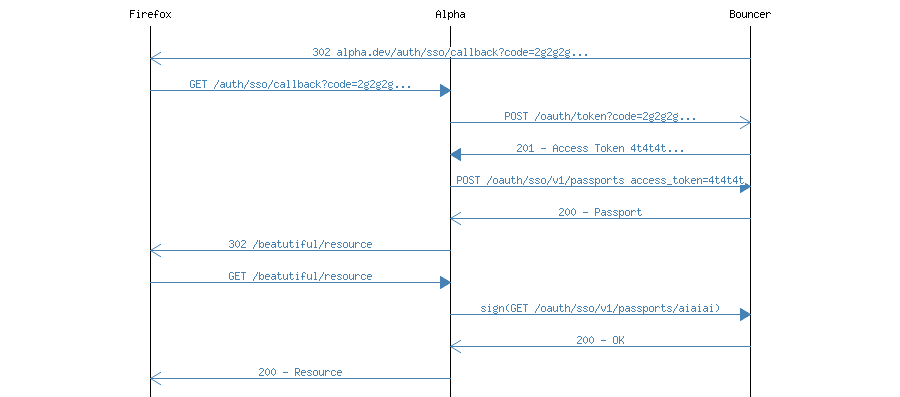 Firefox Alpha Bouncer
302 alpha.dev/auth/sso/callback?code=2g2g2g...
GET /auth/sso/callback?code=2g2g2g...
POST /oauth/token?code=2g2g2g...
201 - Access Token 4t4t4t...
POST /oauth/sso/v1/passports access_token=4t4t4t
200 - Passport
302 /beatutiful/resource
GET /beatutiful/resource
sign(GET /oauth/sso/v1/passports/aiaiai)
200 - OK
200 - Resource